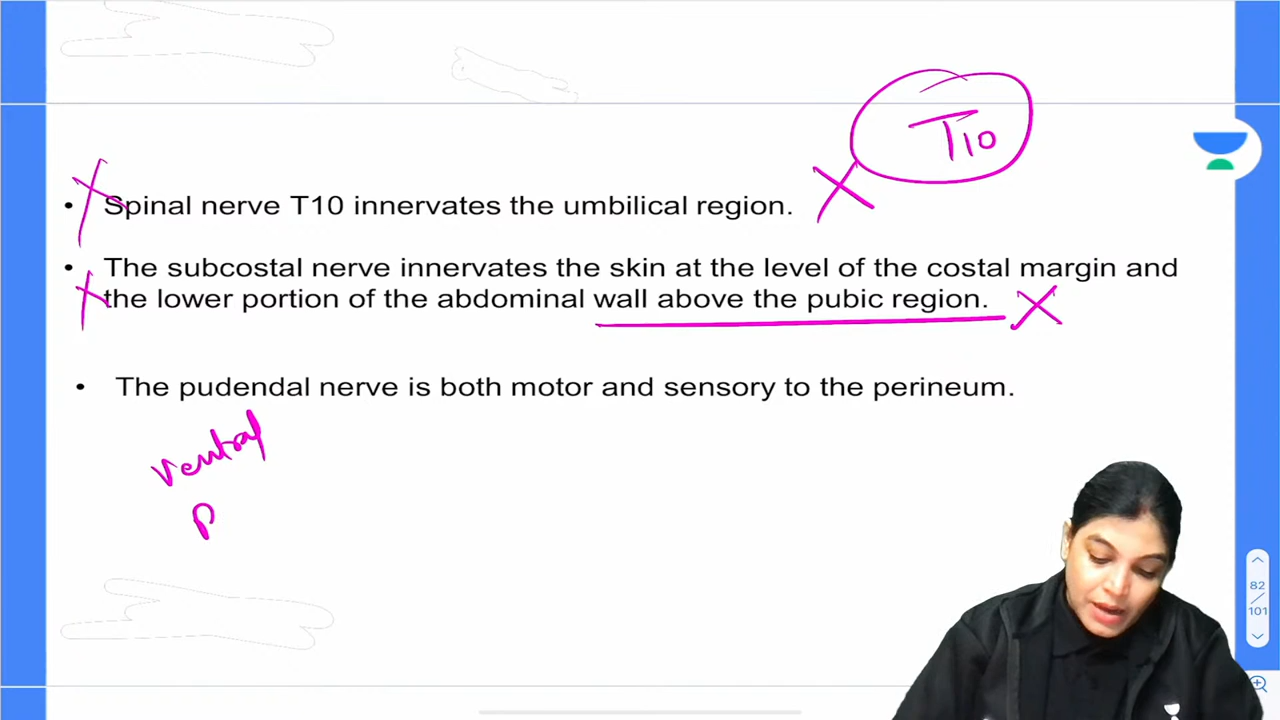 T10
• Spinal nerve T10 innervates the umbilical region.
• The subcostal nerve innervates the skin at the level of the costal margin and
the lower portion of the abdominal wall above the pubic region.
• The pudendal nerve is both motor and sensory to the perineum.
ventral
P
82
/
101